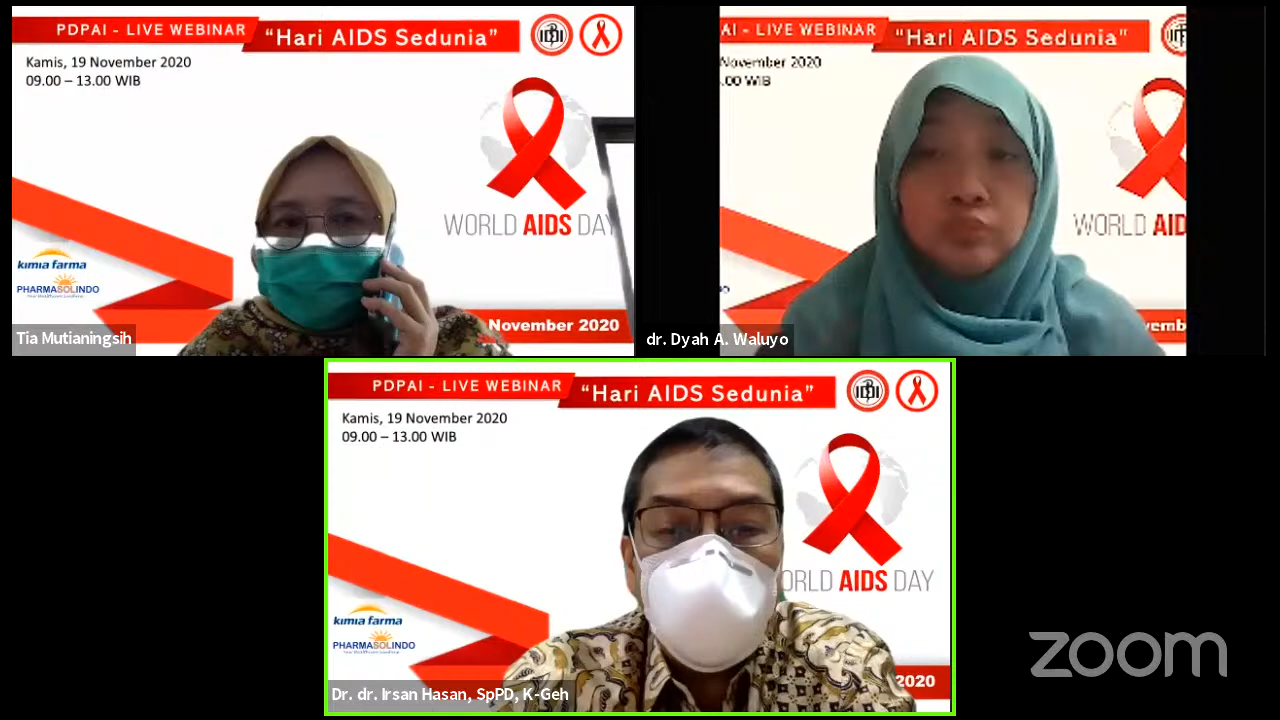 PDPAI - LIVE WEBINAR
“Hari AIDS Sedunia”
Kamis, 19 November 2020
09.00 – 13.00 WIB
WORLD AIDS DAY
kimia farma
PHARMASOLINDO
November 2020
Tia Mutianingsih
AI - LIVE WEBINAR
“Hari AIDS Sedunia”
November 2020
.00 WIB
WORLD AID
vemb
dr. Dyah A. Waluyo
PDPAI - LIVE WEBINAR
“Hari AIDS Sedunia”
Kamis, 19 November 2020
09.00 – 13.00 WIB
ORLD AIDS DAY
kimia farma
PHARMASOLINDO
2020
Dr. dr. Irsan Hasan, SpPD, K-Geh
zoom